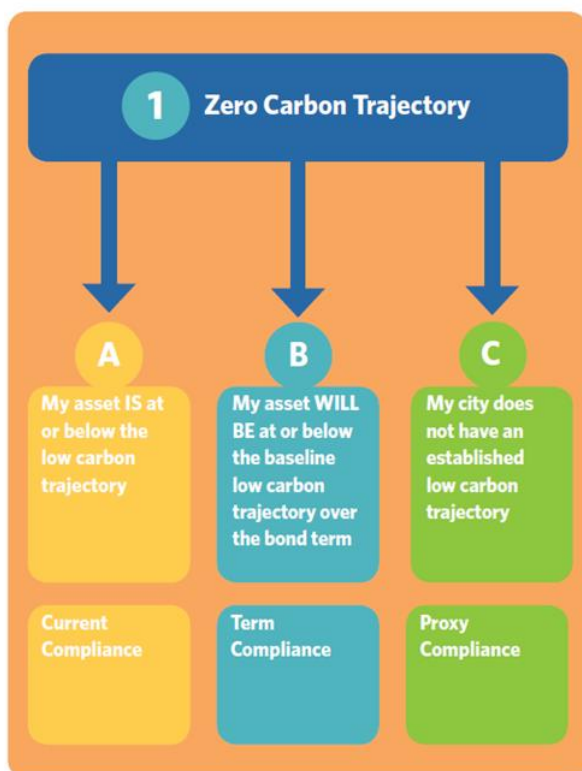 1 Zero Carbon Trajectory
A
My asset IS at
or below the
low carbon
trajectory
Current
Compliance
B
My asset WILL
BE at or below
the baseline
low carbon
trajectory over
the bond term
Term
Compliance
C
My city does
not have an
established
low carbon
trajectory
Proxy
Compliance